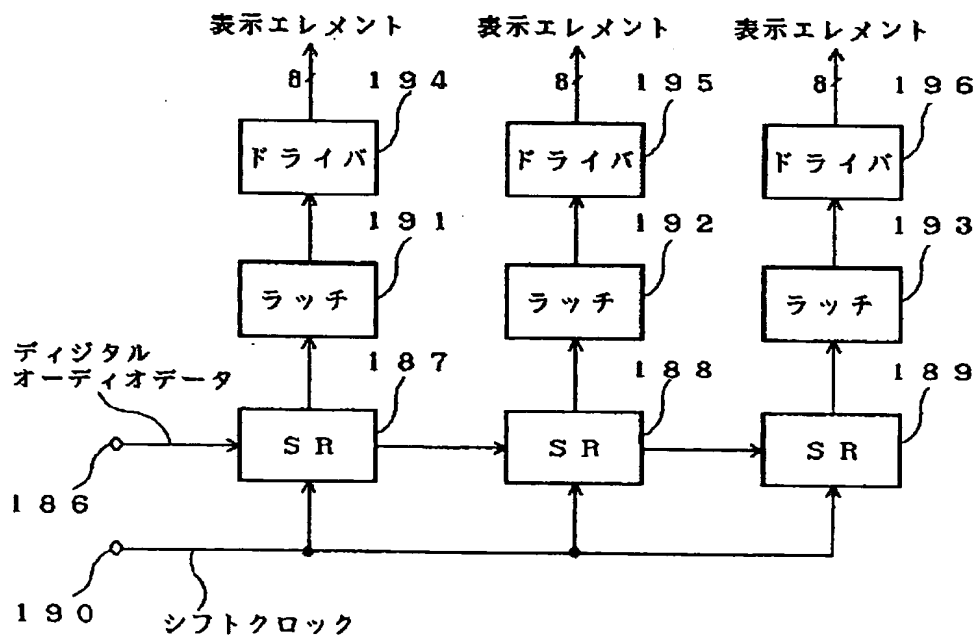 表示エレメント 表示エレメント 表示エレメント
8 194 8 195 8 196
ドライバ ドライバ ドライバ
191 192 193
ラッチ ラッチ ラッチ
ディジタル
オーディオデータ
187 188 189
SR SR SR
186
190
シフトクロック